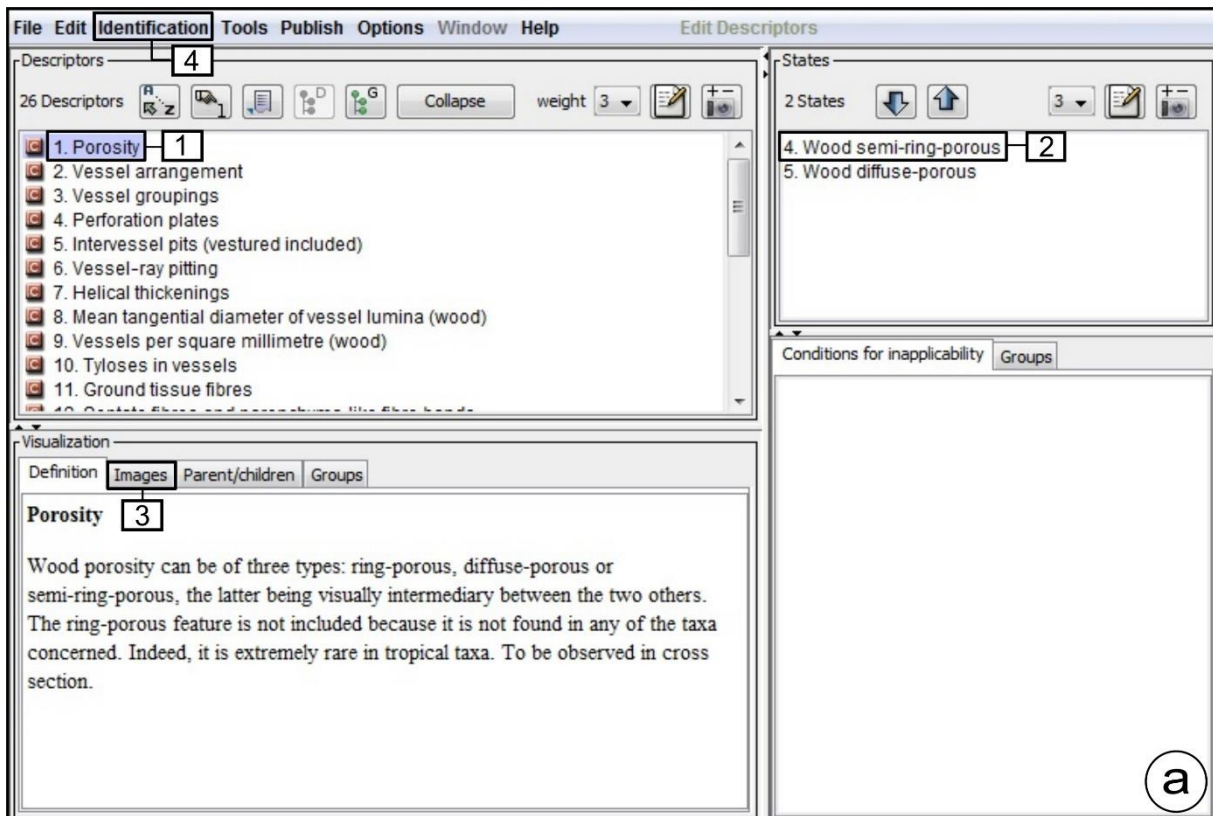 File Edit Identification Tools Publish Options Window Help Edit Descriptors
4
Descriptors
26 Descriptors A Z 1 D G Collapse weight 3
1. Porosity 1
2. Vessel arrangement
3. Vessel groupings
4. Perforation plates
5. Intervessel pits (vestured included)
6. Vessel-ray pitting
7. Helical thickenings
8. Mean tangential diameter of vessel lumina (wood)
9. Vessels per square millimetre (wood)
10. Tyloses in vessels
11. Ground tissue fibres
States
2 States 3
4. Wood semi-ring-porous 2
5. Wood diffuse-porous
Conditions for inapplicability Groups
Visualization
Definition Images Parent/children Groups
3
Porosity
Wood porosity can be of three types: ring-porous, diffuse-porous or
semi-ring-porous, the latter being visually intermediary between the two others.
The ring-porous feature is not included because it is not found in any of the taxa
concerned. Indeed, it is extremely rare in tropical taxa. To be observed in cross
section.
a